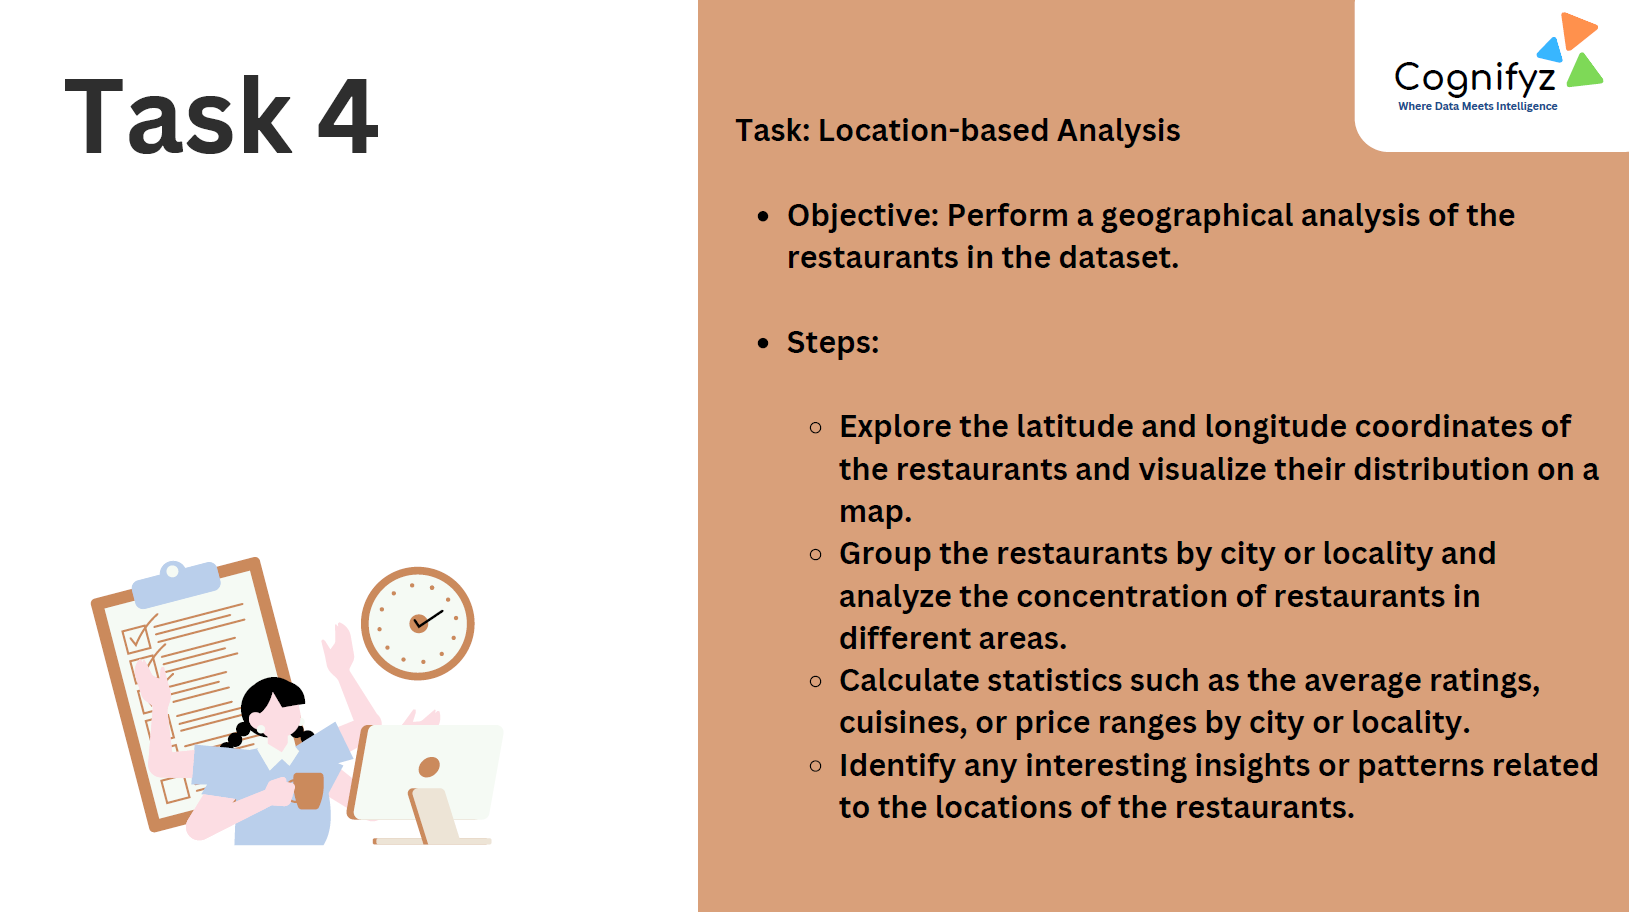 Task 4
Cognifyz
Where Data Meets Intelligence
Task: Location-based Analysis
Objective: Perform a geographical analysis of the
restaurants in the dataset.
Steps:
Explore the latitude and longitude coordinates of
the restaurants and visualize their distribution on a
map.
Group the restaurants by city or locality and
analyze the concentration of restaurants in
different areas.
Calculate statistics such as the average ratings,
cuisines, or price ranges by city or locality.
Identify any interesting insights or patterns related
to the locations of the restaurants.